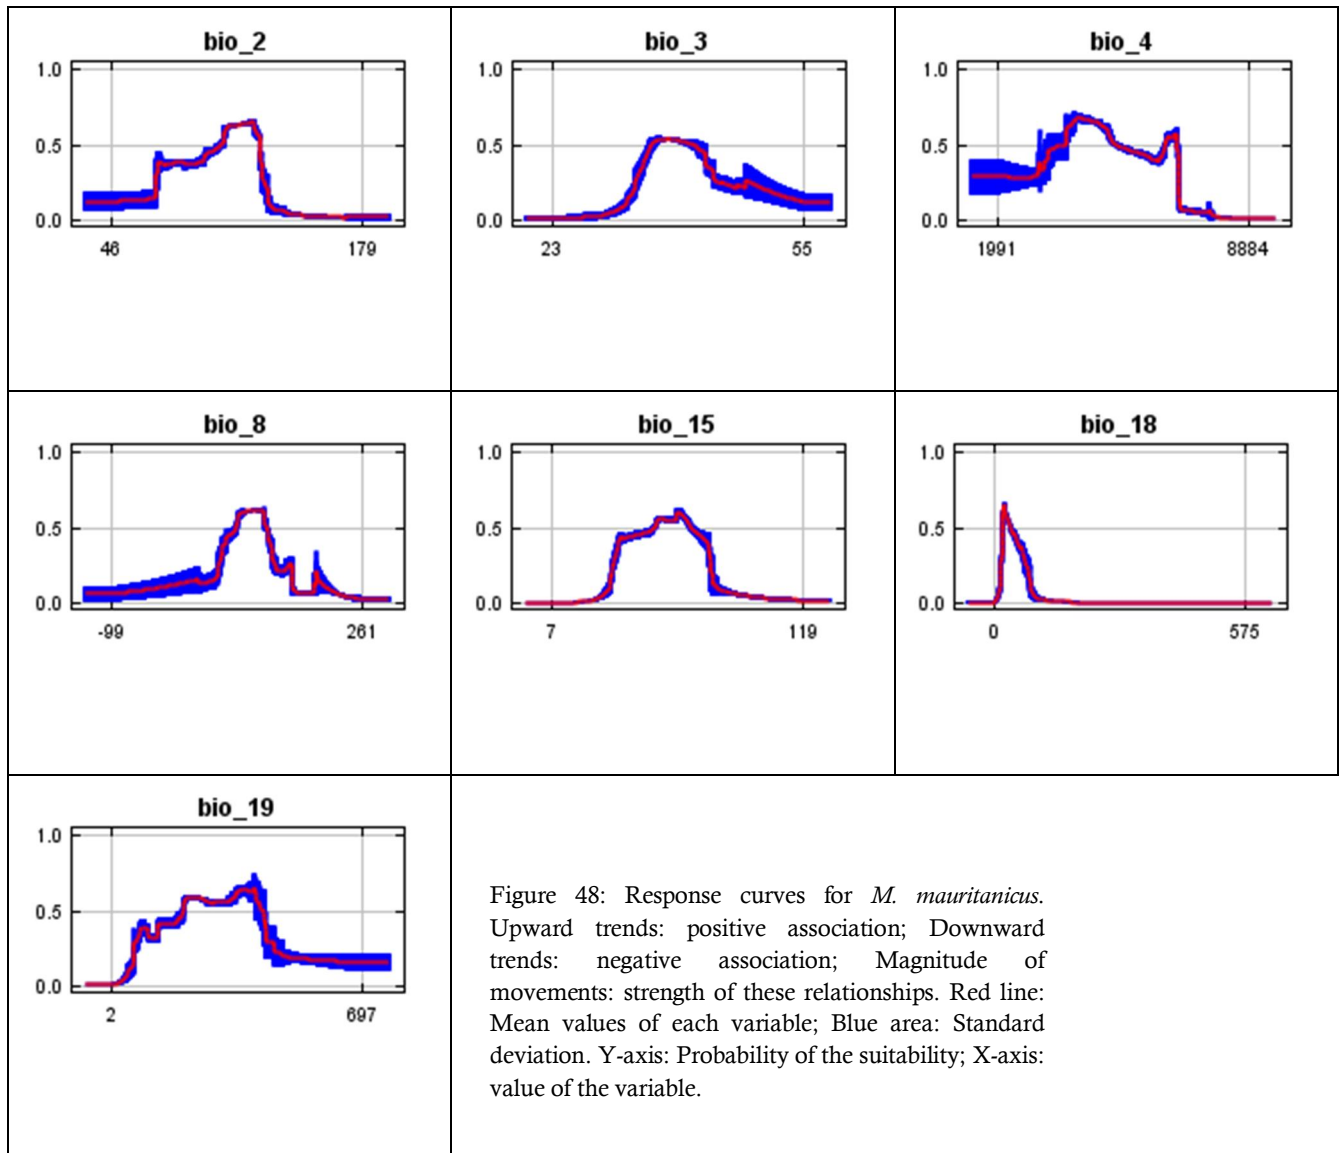 bio_2
1.0
0.5
0.0
46 179
bio_3
1.0
0.5
0.0
23 55
bio_4
1.0
0.5
0.0
1991 8884
bio_8
1.0
0.5
0.0
-99 261
bio_15
1.0
0.5
0.0
7 119
bio_18
1.0
0.5
0.0
0 575
bio_19
1.0
0.5
0.0
2 697
Figure 48: Response curves for M. mauritanicus.
Upward trends: positive association; Downward
trends: negative association; Magnitude of
movements: strength of these relationships. Red line:
Mean values of each variable; Blue area: Standard
deviation. Y-axis: Probability of the suitability; X-axis:
value of the variable.